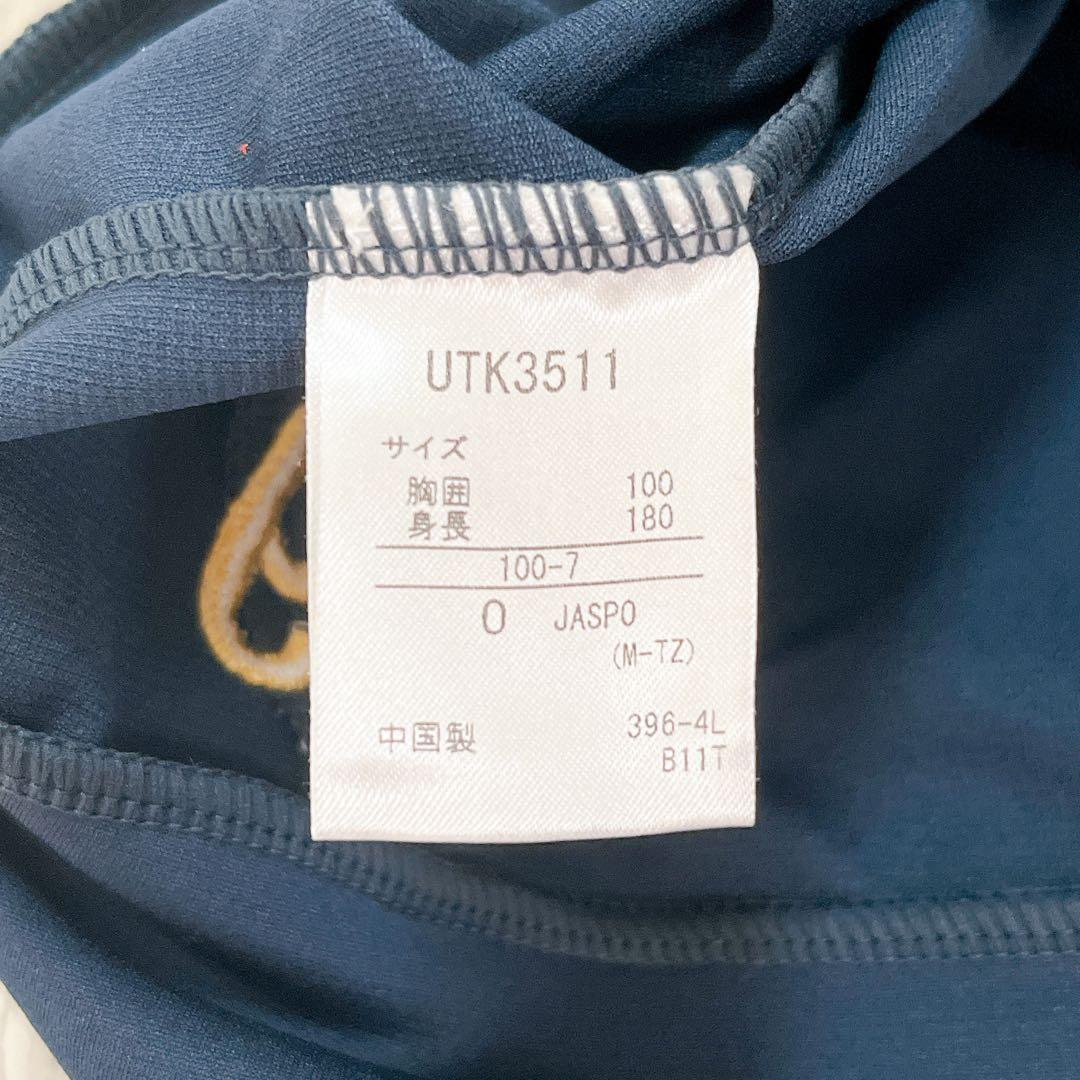 UTK3511
サイズ
胸囲 100
身長 180
100-7
O JASPO
(M-TZ)
中国製 396-4L
B11T